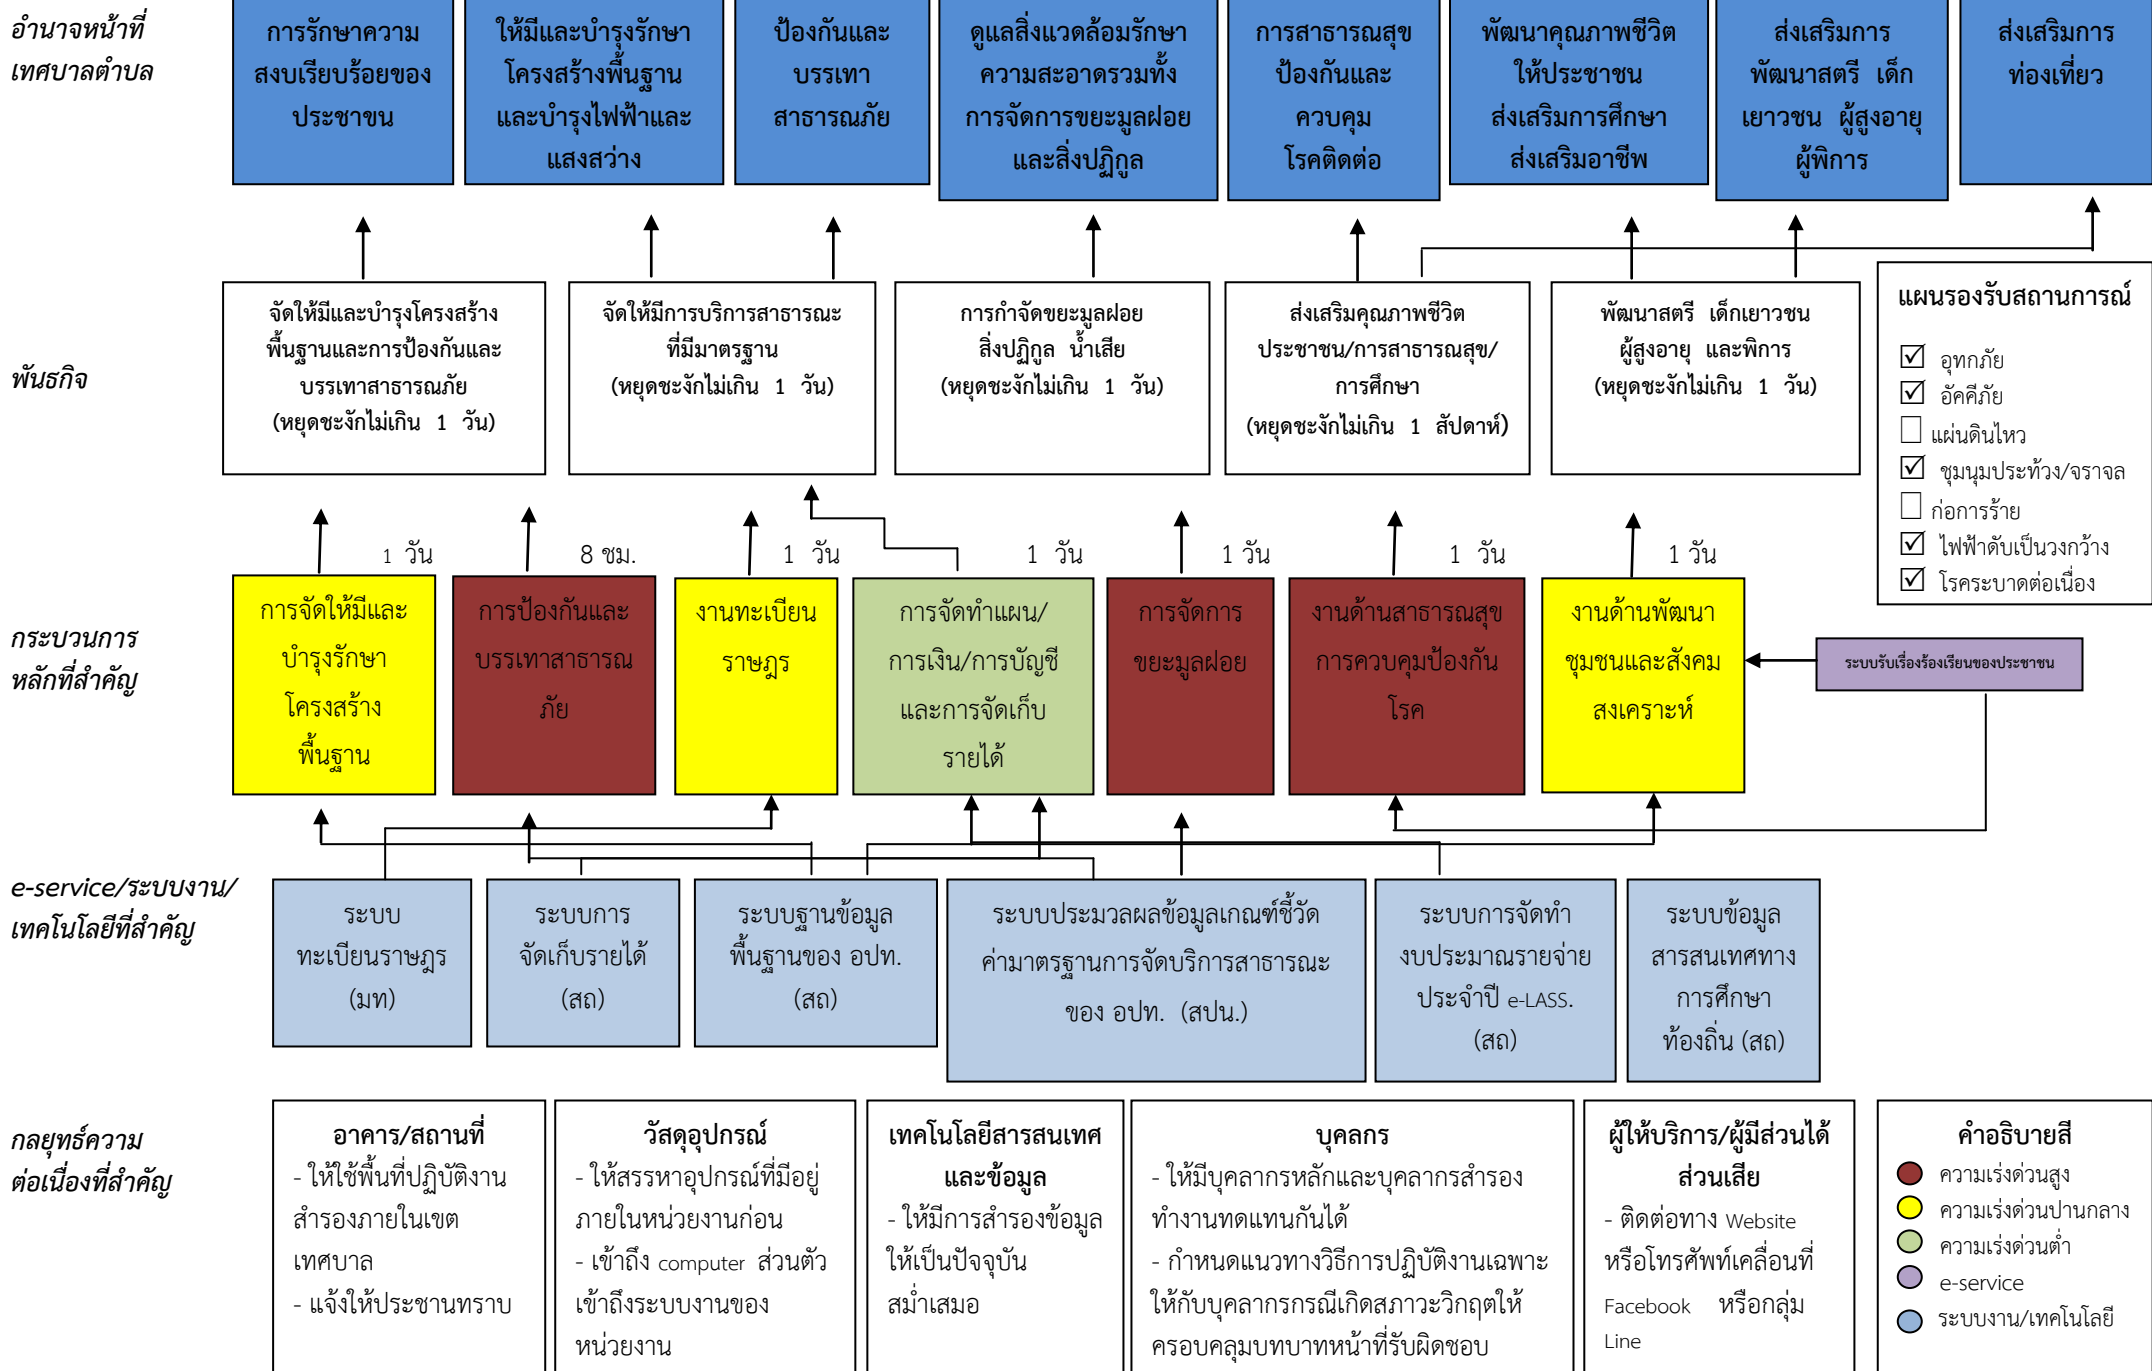 อำนาจหน้าที่
เทศบาลตำบล
การรักษาความ
สงบเรียบร้อยของ
ประชาขน
ให้มีและบำรุงรักษา
โครงสร้างพื้นฐาน
และบำรุงไฟฟ้าและ
แสงสว่าง
ป้องกันและ
บรรเทา
สาธารณภัย
ดูแลสิ่งแวดล้อมรักษา
ความสะอาดรวมทั้ง
การจัดการขยะมูลฝอย
และสิ่งปฏิกูล
การสาธารณสุข
ป้องกันและ
ควบคุม
โรคติดต่อ
พัฒนาคุณภาพชีวิต
ให้ประชาชน
ส่งเสริมการศึกษา
ส่งเสริมอาชีพ
ส่งเสริมการ
พัฒนาสตรี เด็ก
เยาวชน ผู้สูงอายุ
ผู้พิการ
ส่งเสริมการ
ท่องเที่ยว
พันธกิจ
จัดให้มีและบำรุงโครงสร้าง
พื้นฐานและการป้องกันและ
บรรเทาสาธารณภัย
(หยุดชะงักไม่เกิน 1 วัน)
จัดให้มีการบริการสาธารณะ
ที่มีมาตรฐาน
(หยุดชะงักไม่เกิน 1 วัน)
การกำจัดขยะมูลฝอย
สิ่งปฏิกูล น้ำเสีย
(หยุดชะงักไม่เกิน 1 วัน)
ส่งเสริมคุณภาพชีวิต
ประชาชน/การสาธารณสุข/
การศึกษา
(หยุดชะงักไม่เกิน 1 สัปดาห์)
พัฒนาสตรี เด็กเยาวชน
ผู้สูงอายุ และพิการ
(หยุดชะงักไม่เกิน 1 วัน)
แผนรองรับสถานการณ์
☑ อุทกภัย
☑ อัคคีภัย
☐ แผ่นดินไหว
☑ ชุมนุมประท้วง/จราจล
☐ ก่อการร้าย
☑ ไฟฟ้าดับเป็นวงกว้าง
☑ โรคระบาดต่อเนื่อง
กระบวนการ
หลักที่สำคัญ
1 วัน
8 ชม.
1 วัน
1 วัน
1 วัน
1 วัน
1 วัน
การจัดให้มีและ
บำรุงรักษา
โครงสร้าง
พื้นฐาน
การป้องกันและ
บรรเทาสาธารณ
ภัย
งานทะเบียน
ราษฎร
การจัดทำแผน/
การเงิน/การบัญชี
และการจัดเก็บ
รายได้
การจัดการ
ขยะมูลฝอย
งานด้านสาธารณสุข
การควบคุมป้องกัน
โรค
งานด้านพัฒนา
ชุมชนและสังคม
สงเคราะห์
ระบบรับเรื่องร้องเรียนของประชาชน
e-service/ระบบงาน/
เทคโนโลยีที่สำคัญ
ระบบ
ทะเบียนราษฎร
(มท)
ระบบการ
จัดเก็บรายได้
(สถ)
ระบบฐานข้อมูล
พื้นฐานของ อปท.
(สถ)
ระบบประมวลผลข้อมูลเกณฑ์ชี้วัด
ค่ามาตรฐานการจัดบริการสาธารณะ
ของ อปท. (สปน.)
ระบบการจัดทำ
งบประมาณรายจ่าย
ประจำปี e-LASS.
(สถ)
ระบบข้อมูล
สารสนเทศทาง
การศึกษา
ท้องถิ่น (สถ)
กลยุทธ์ความ
ต่อเนื่องที่สำคัญ
อาคาร/สถานที่
- ให้ใช้พื้นที่ปฏิบัติงาน
สำรองภายในเขต
เทศบาล
- แจ้งให้ประชานทราบ
วัสดุอุปกรณ์
- ให้สรรหาอุปกรณ์ที่มีอยู่
ภายในหน่วยงานก่อน
- เข้าถึง computer ส่วนตัว
เข้าถึงระบบงานของ
หน่วยงาน
เทคโนโลยีสารสนเทศ
และข้อมูล
- ให้มีการสำรองข้อมูล
ให้เป็นปัจจุบัน
สม่ำเสมอ
บุคลกร
- ให้มีบุคลากรหลักและบุคลากรสำรอง
ทำงานทดแทนกันได้
- กำหนดแนวทางวิธีการปฏิบัติงานเฉพาะ
ให้กับบุคลากรกรณีเกิดสภาวะวิกฤตให้
ครอบคลุมบทบาทหน้าที่รับผิดชอบ
ผู้ให้บริการ/ผู้มีส่วนได้
ส่วนเสีย
- ติดต่อทาง Website
หรือโทรศัพท์เคลื่อนที่
Facebook หรือกลุ่ม
Line
คำอธิบายสี
ความเร่งด่วนสูง
ความเร่งด่วนปานกลาง
ความเร่งด่วนต่ำ
e-service
ระบบงาน/เทคโนโลยี